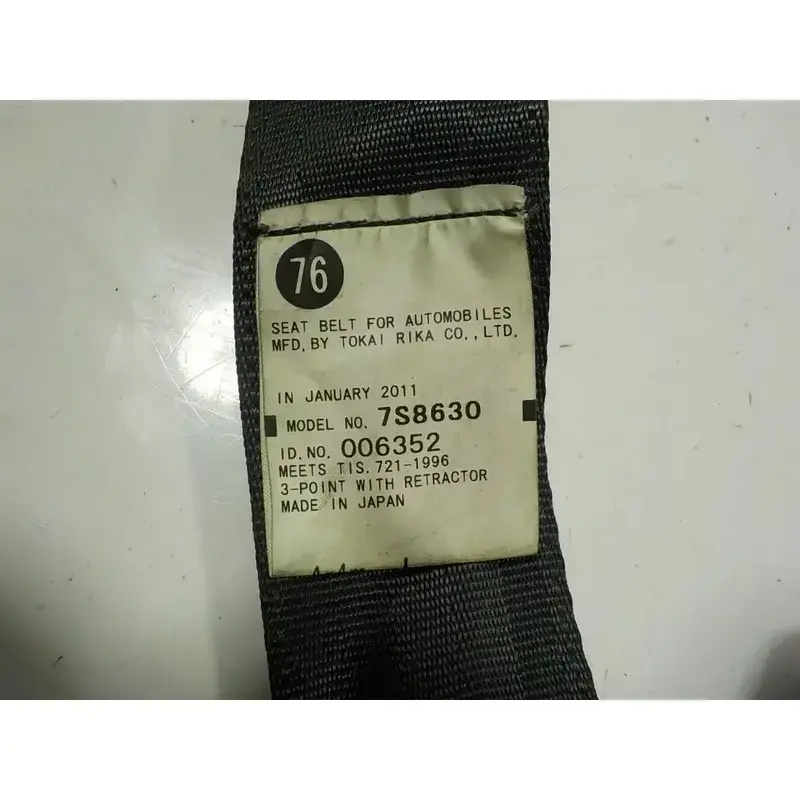 76
SEAT BELT FOR AUTOMOBILES
MFD. BY TOKAI RIKA CO., LTD.
IN JANUARY 2011
MODEL NO. 7S8630
ID. NO. 006352
MEETS TIS. 721-1996
3-POINT WITH RETRACTOR
MADE IN JAPAN